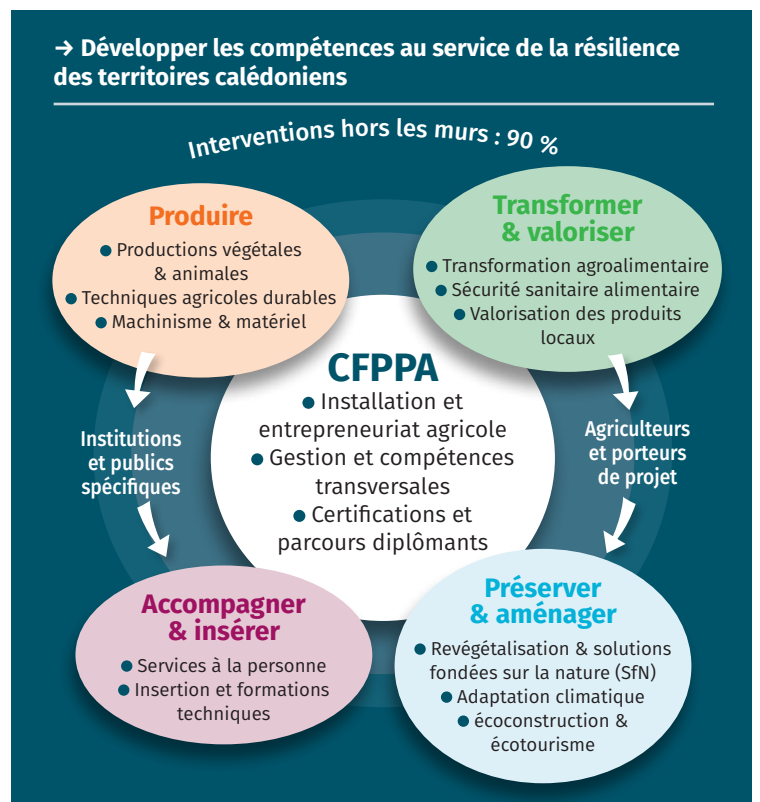 → Développer les compétences au service de la résilience
des territoires calédoniens
Interventions hors les murs : 90 %
Produire
● Productions végétales
& animales
● Techniques agricoles durables
● Machinisme & matériel
Transformer
& valoriser
● Transformation agroalimentaire
● Sécurité sanitaire alimentaire
● Valorisation des produits
locaux
CFPPA
● Installation et
entrepreneuriat agricole
● Gestion et compétences
transversales
● Certifications et
parcours diplômants
Institutions
et publics
spécifiques
Agriculteurs
et porteurs
de projet
Accompagner
& insérer
● Services à la personne
● Insertion et formations
techniques
Préserver
& aménager
● Revégétalisation & solutions
fondées sur la nature (SfN)
● Adaptation climatique
● écoconstruction &
écotourisme